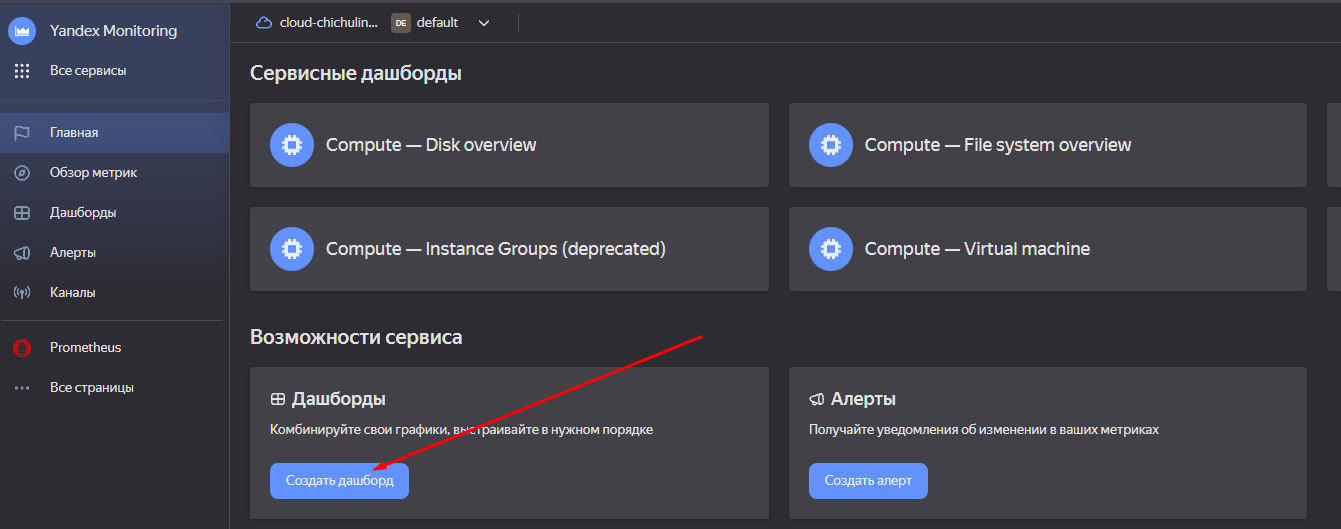 Yandex Monitoring
Все сервисы
Главная
Обзор метрик
Дашборды
Алерты
Каналы
Prometheus
Все страницы
cloud-chichulin... DE default
Сервисные дашборды
Compute — Disk overview
Compute — File system overview
Compute — Instance Groups (deprecated)
Compute — Virtual machine
Возможности сервиса
Дашборды
Комбинируйте свои графики, выстраивайте в нужном порядке
Создать дашборд
Алерты
Получайте уведомления об изменении в ваших метриках
Создать алерт